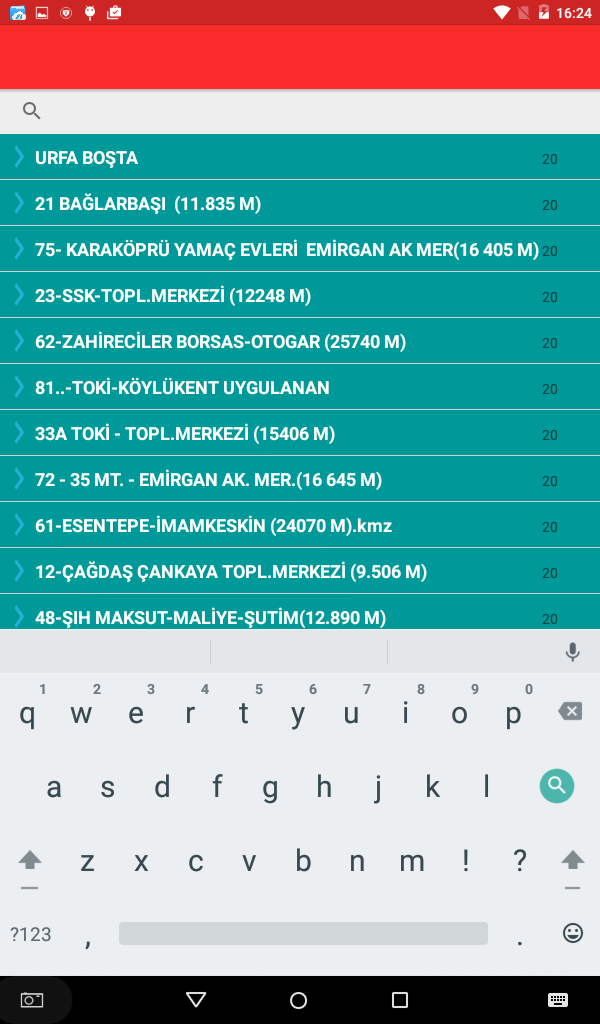 16:24
URFA BOŞTA 20
21 BAĞLARBAŞI (11.835 M) 20
75- KARAKÖPRÜ YAMAÇ EVLERİ EMİRGAN AK MER(16 405 M) 20
23-SSK-TOPL.MERKEZİ (12248 M) 20
62-ZAHİRECİLER BORSAS-OTOGAR (25740 M) 20
81..-TOKİ-KÖYLÜKENT UYGULANAN 20
33A TOKİ - TOPL.MERKEZİ (15406 M) 20
72 - 35 MT. - EMİRGAN AK. MER.(16 645 M) 20
61-ESENTEPE-İMAMKESKİN (24070 M).kmz 20
12-ÇAĞDAŞ ÇANKAYA TOPL.MERKEZİ (9.506 M) 20
48-ŞIH MAKSUT-MALİYE-ŞUTİM(12.890 M) 20
1 2 3 4 5 6 7 8 9 0
q w e r t y u i o p
a s d f g h j k l
z x c v b n m ! ?
?123 , .